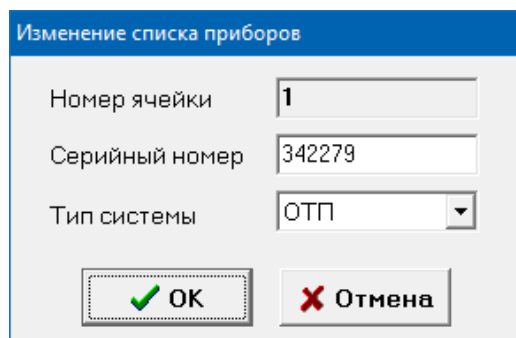 Изменение списка приборов
Номер ячейки 1
Серийный номер 342279
Тип системы ОТП
OK Отмена